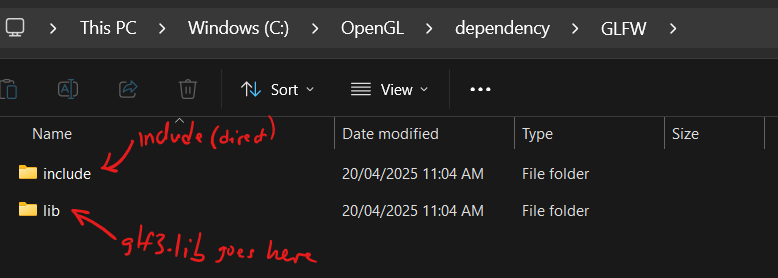 This PC > Windows (C:) > OpenGL > dependency > GLFW >
Sort View ...
Name Date modified Type Size
include (direct)
include 20/04/2025 11:04 AM File folder
lib 20/04/2025 11:04 AM File folder
glf3.lib goes here